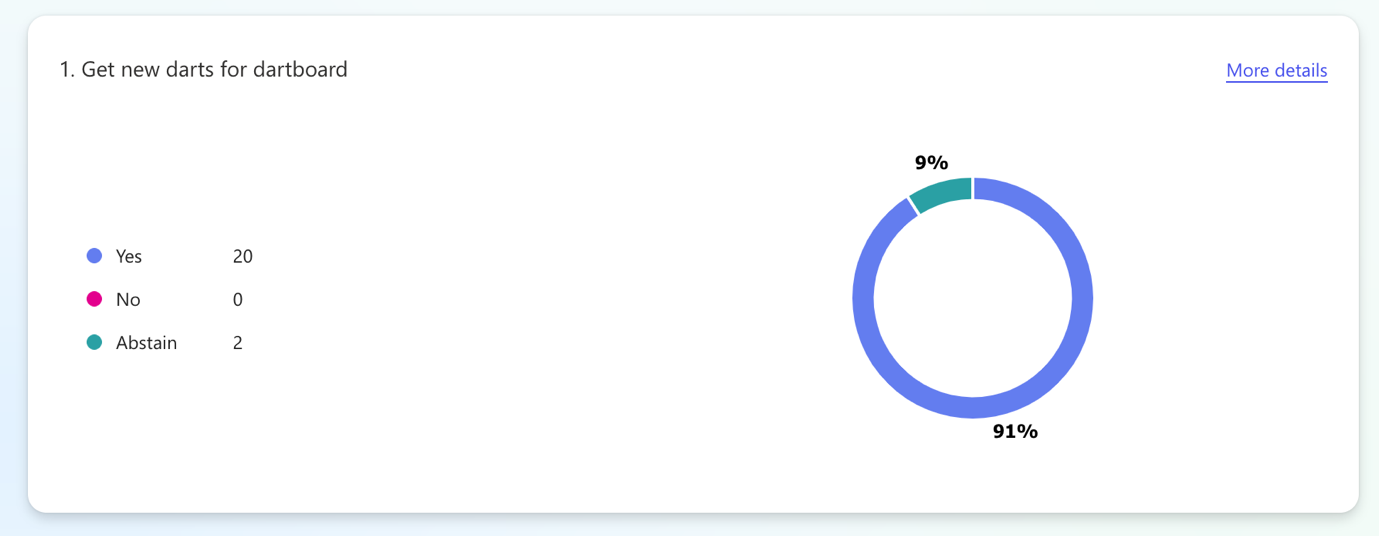 1. Get new darts for dartboard
More details
Yes 20
No 0
Abstain 2
9%
91%